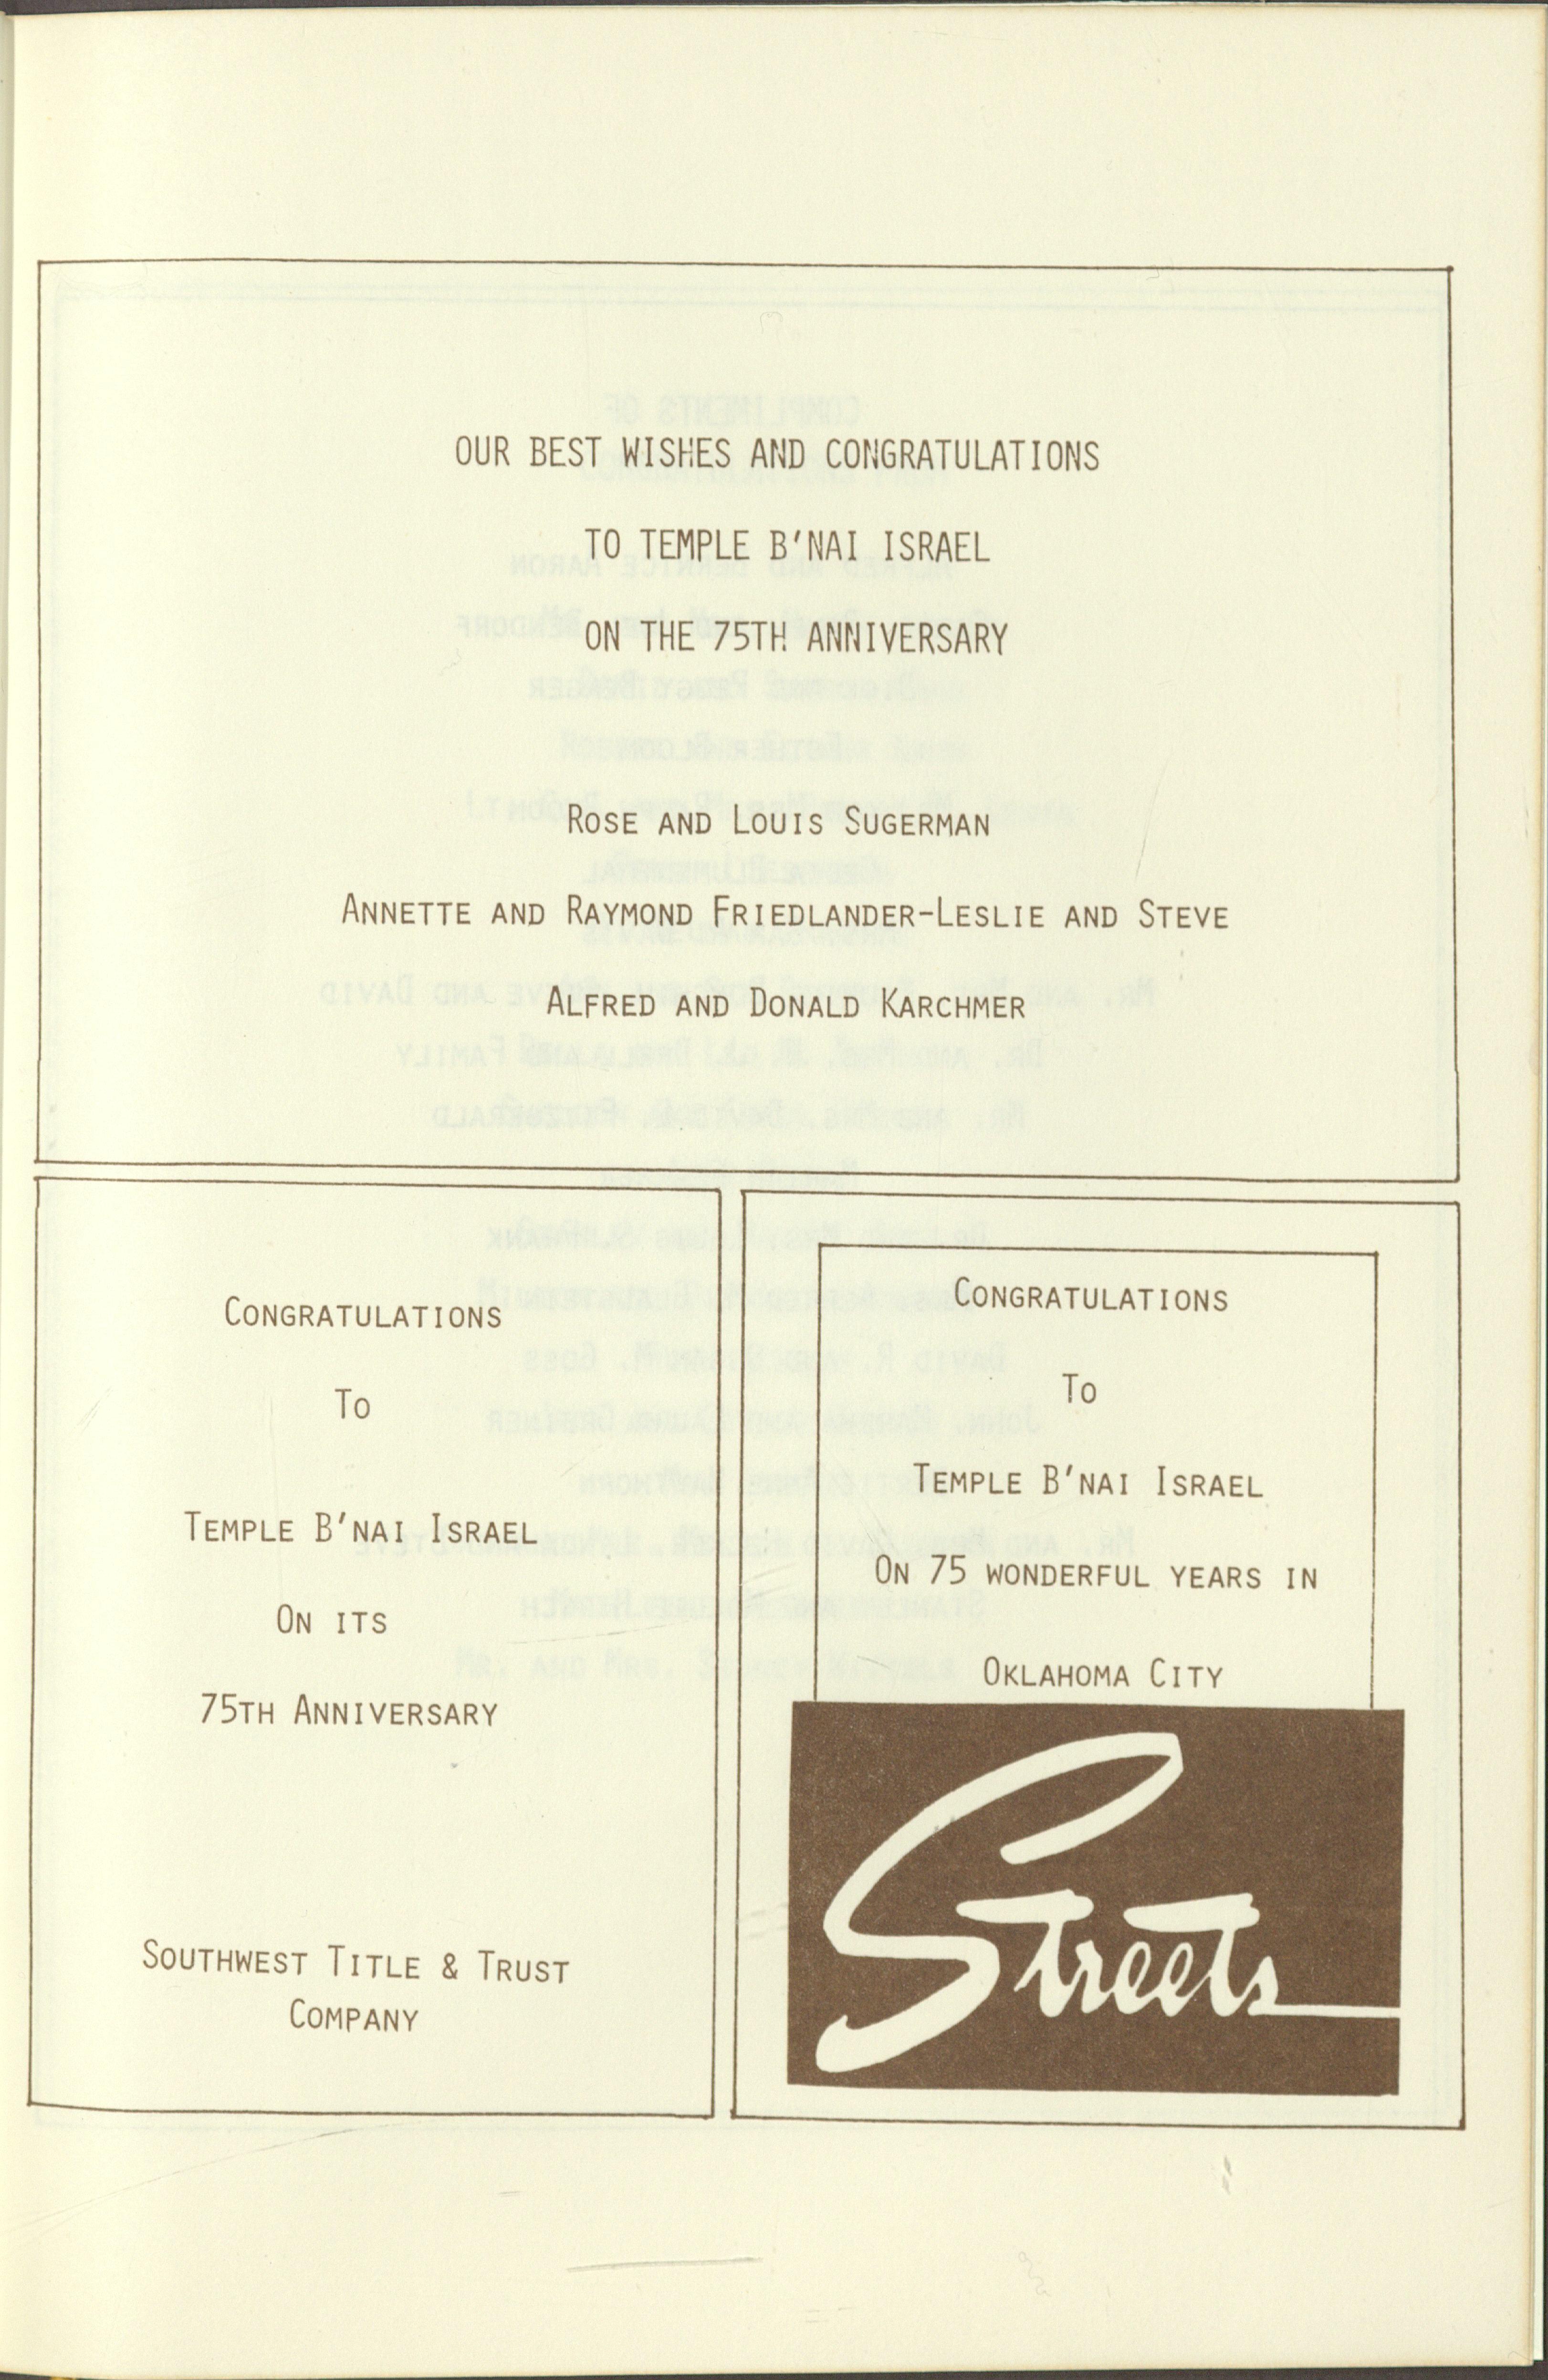 OUR BEST WISHES AND CONGRATULATIONS
TO TEMPLE B'NAI ISRAEL
ON THE 75TH ANNIVERSARY
ROSE AND LOUIS SUGERMAN
ANNETTE AND RAYMOND FRIEDLANDER-LESLIE AND STEVE
ALFRED AND DONALD KARCHMER
CONGRATULATIONS
TO
TEMPLE B'NAI ISRAEL
ON ITS
75TH ANNIVERSARY
SOUTHWEST TITLE & TRUST
COMPANY
CONGRATULATIONS
TO
TEMPLE B'NAI ISRAEL
ON 75 WONDERFUL YEARS IN
OKLAHOMA CITY
Streets